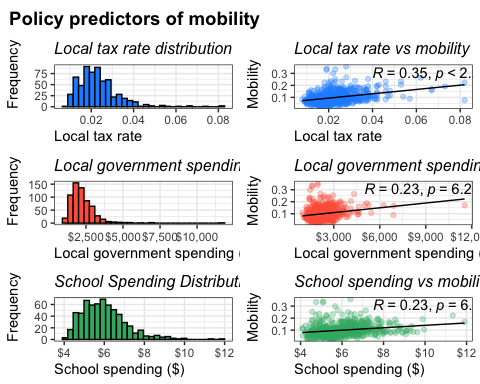 Policy predictors of mobility
Local tax rate distribution
Frequency
75
50
25
0
0.02 0.04 0.06 0.08
Local tax rate
Local tax rate vs mobility
Mobility
0.3
0.2
0.1
R = 0.35, p < 2.
0.02 0.04 0.06 0.08
Local tax rate
Local government spendin
Frequency
150
100
50
0
$2,500 $5,000 $7,500 $10,000
Local government spending (
Local government spendin
Mobility
0.3
0.2
0.1
R = 0.23, p = 6.2
$3,000 $6,000 $9,000 $12,0
Local government spending (
School Spending Distributi
Frequency
60
40
20
0
$4 $6 $8 $10 $12
School spending ($)
School spending vs mobili
Mobility
0.3
0.2
0.1
R = 0.23, p = 6.
$4 $6 $8 $10 $12
School spending ($)